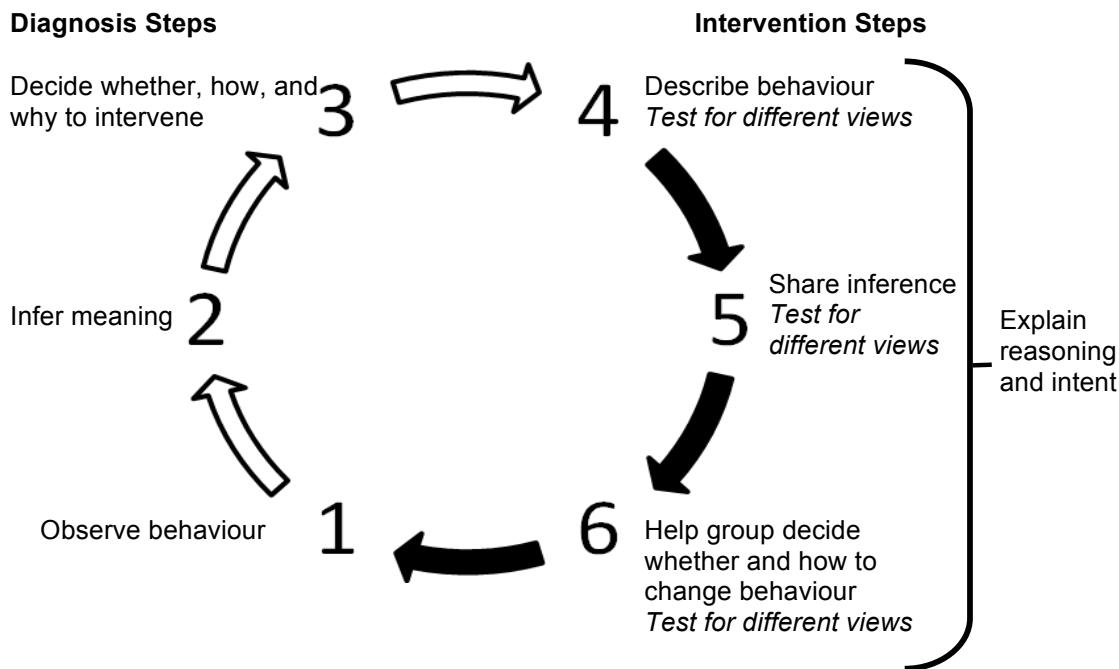 Diagnosis Steps
Intervention Steps
Decide whether, how, and
why to intervene
3
4
Describe behaviour
Test for different views
Infer meaning
2
5
Share inference
Test for
different views
Explain
reasoning
and intent
Observe behaviour
1
6
Help group decide
whether and how to
change behaviour
Test for different views